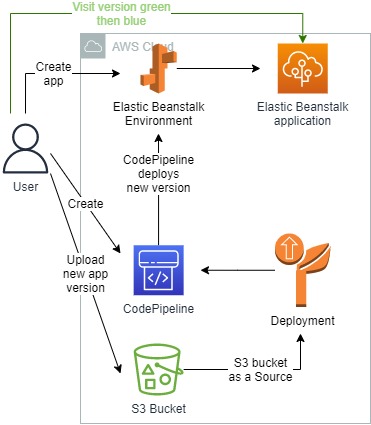 Visit version green
then blue
AWS Cloud
Create
app
Elastic Beanstalk
Environment
Elastic Beanstalk
application
User
CodePipeline
deploys
new version
Create
Upload
new app
version
CodePipeline
Deployment
S3 bucket
as a Source
S3 Bucket